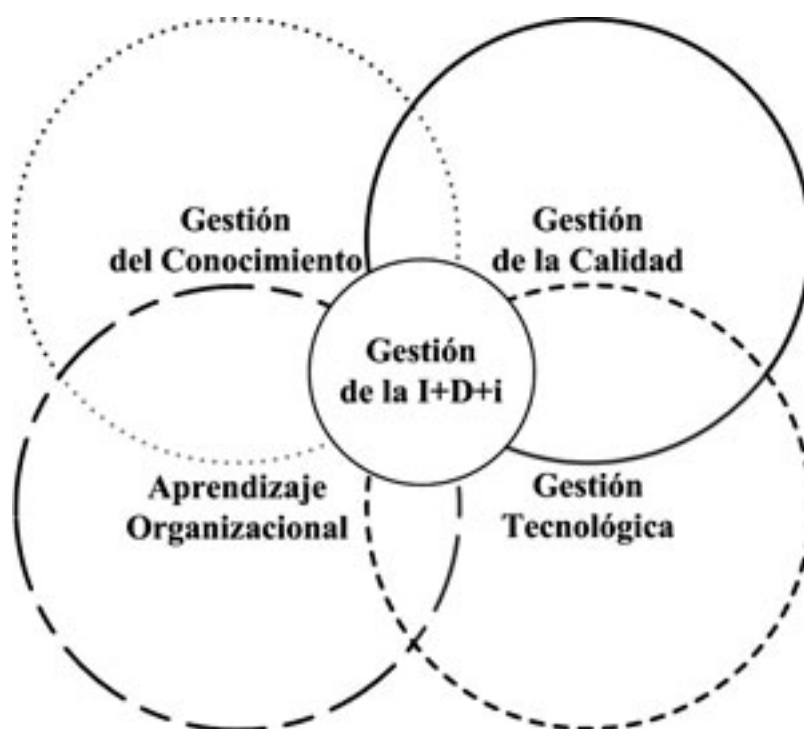 Gestión
del Conocimiento
Gestión
de la Calidad
Gestión
de la I+D+i
Aprendizaje
Organizacional
Gestión
Tecnológica